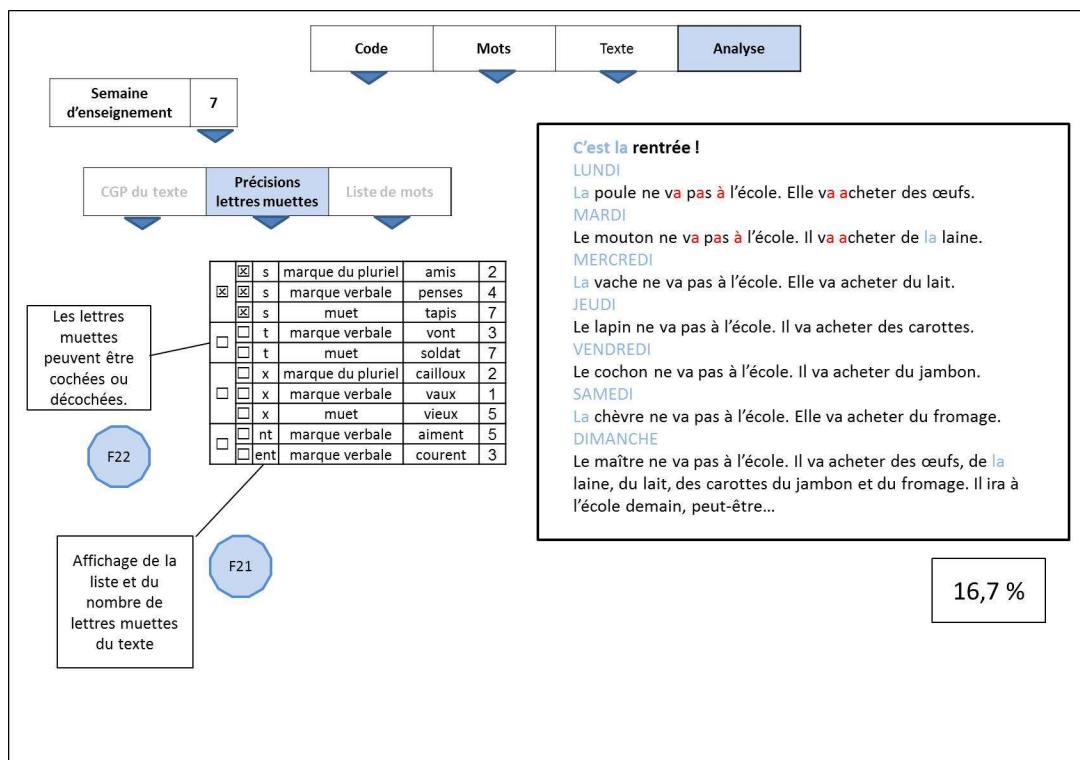 Code Mots Texte Analyse
Semaine
d'enseignement 7
CGP du texte Précisions
lettres muettes Liste de mots
☒ ☒ s marque du pluriel amis 2
☒ s marque verbale penses 4
☒ s muet tapis 7
☐ ☐ t marque verbale vont 3
☐ t muet soldat 7
☐ ☐ x marque du pluriel cailloux 2
☐ x marque verbale vaux 1
☐ x muet vieux 5
☐ ☐ nt marque verbale aiment 5
☐ ent marque verbale courent 3
Les lettres
muettes
peuvent être
cochées ou
décochées.
F22
Affichage de la
liste et du
nombre de
lettres muettes
du texte
F21
C'est la rentrée !
LUNDI
La poule ne va pas à l'école. Elle va acheter des œufs.
MARDI
Le mouton ne va pas à l'école. Il va acheter de la laine.
MERCREDI
La vache ne va pas à l'école. Elle va acheter du lait.
JEUDI
Le lapin ne va pas à l'école. Il va acheter des carottes.
VENDREDI
Le cochon ne va pas à l'école. Il va acheter du jambon.
SAMEDI
La chèvre ne va pas à l'école. Elle va acheter du fromage.
DIMANCHE
Le maître ne va pas à l'école. Il va acheter des œufs, de la
laine, du lait, des carottes du jambon et du fromage. Il ira à
l'école demain, peut-être…
16,7 %